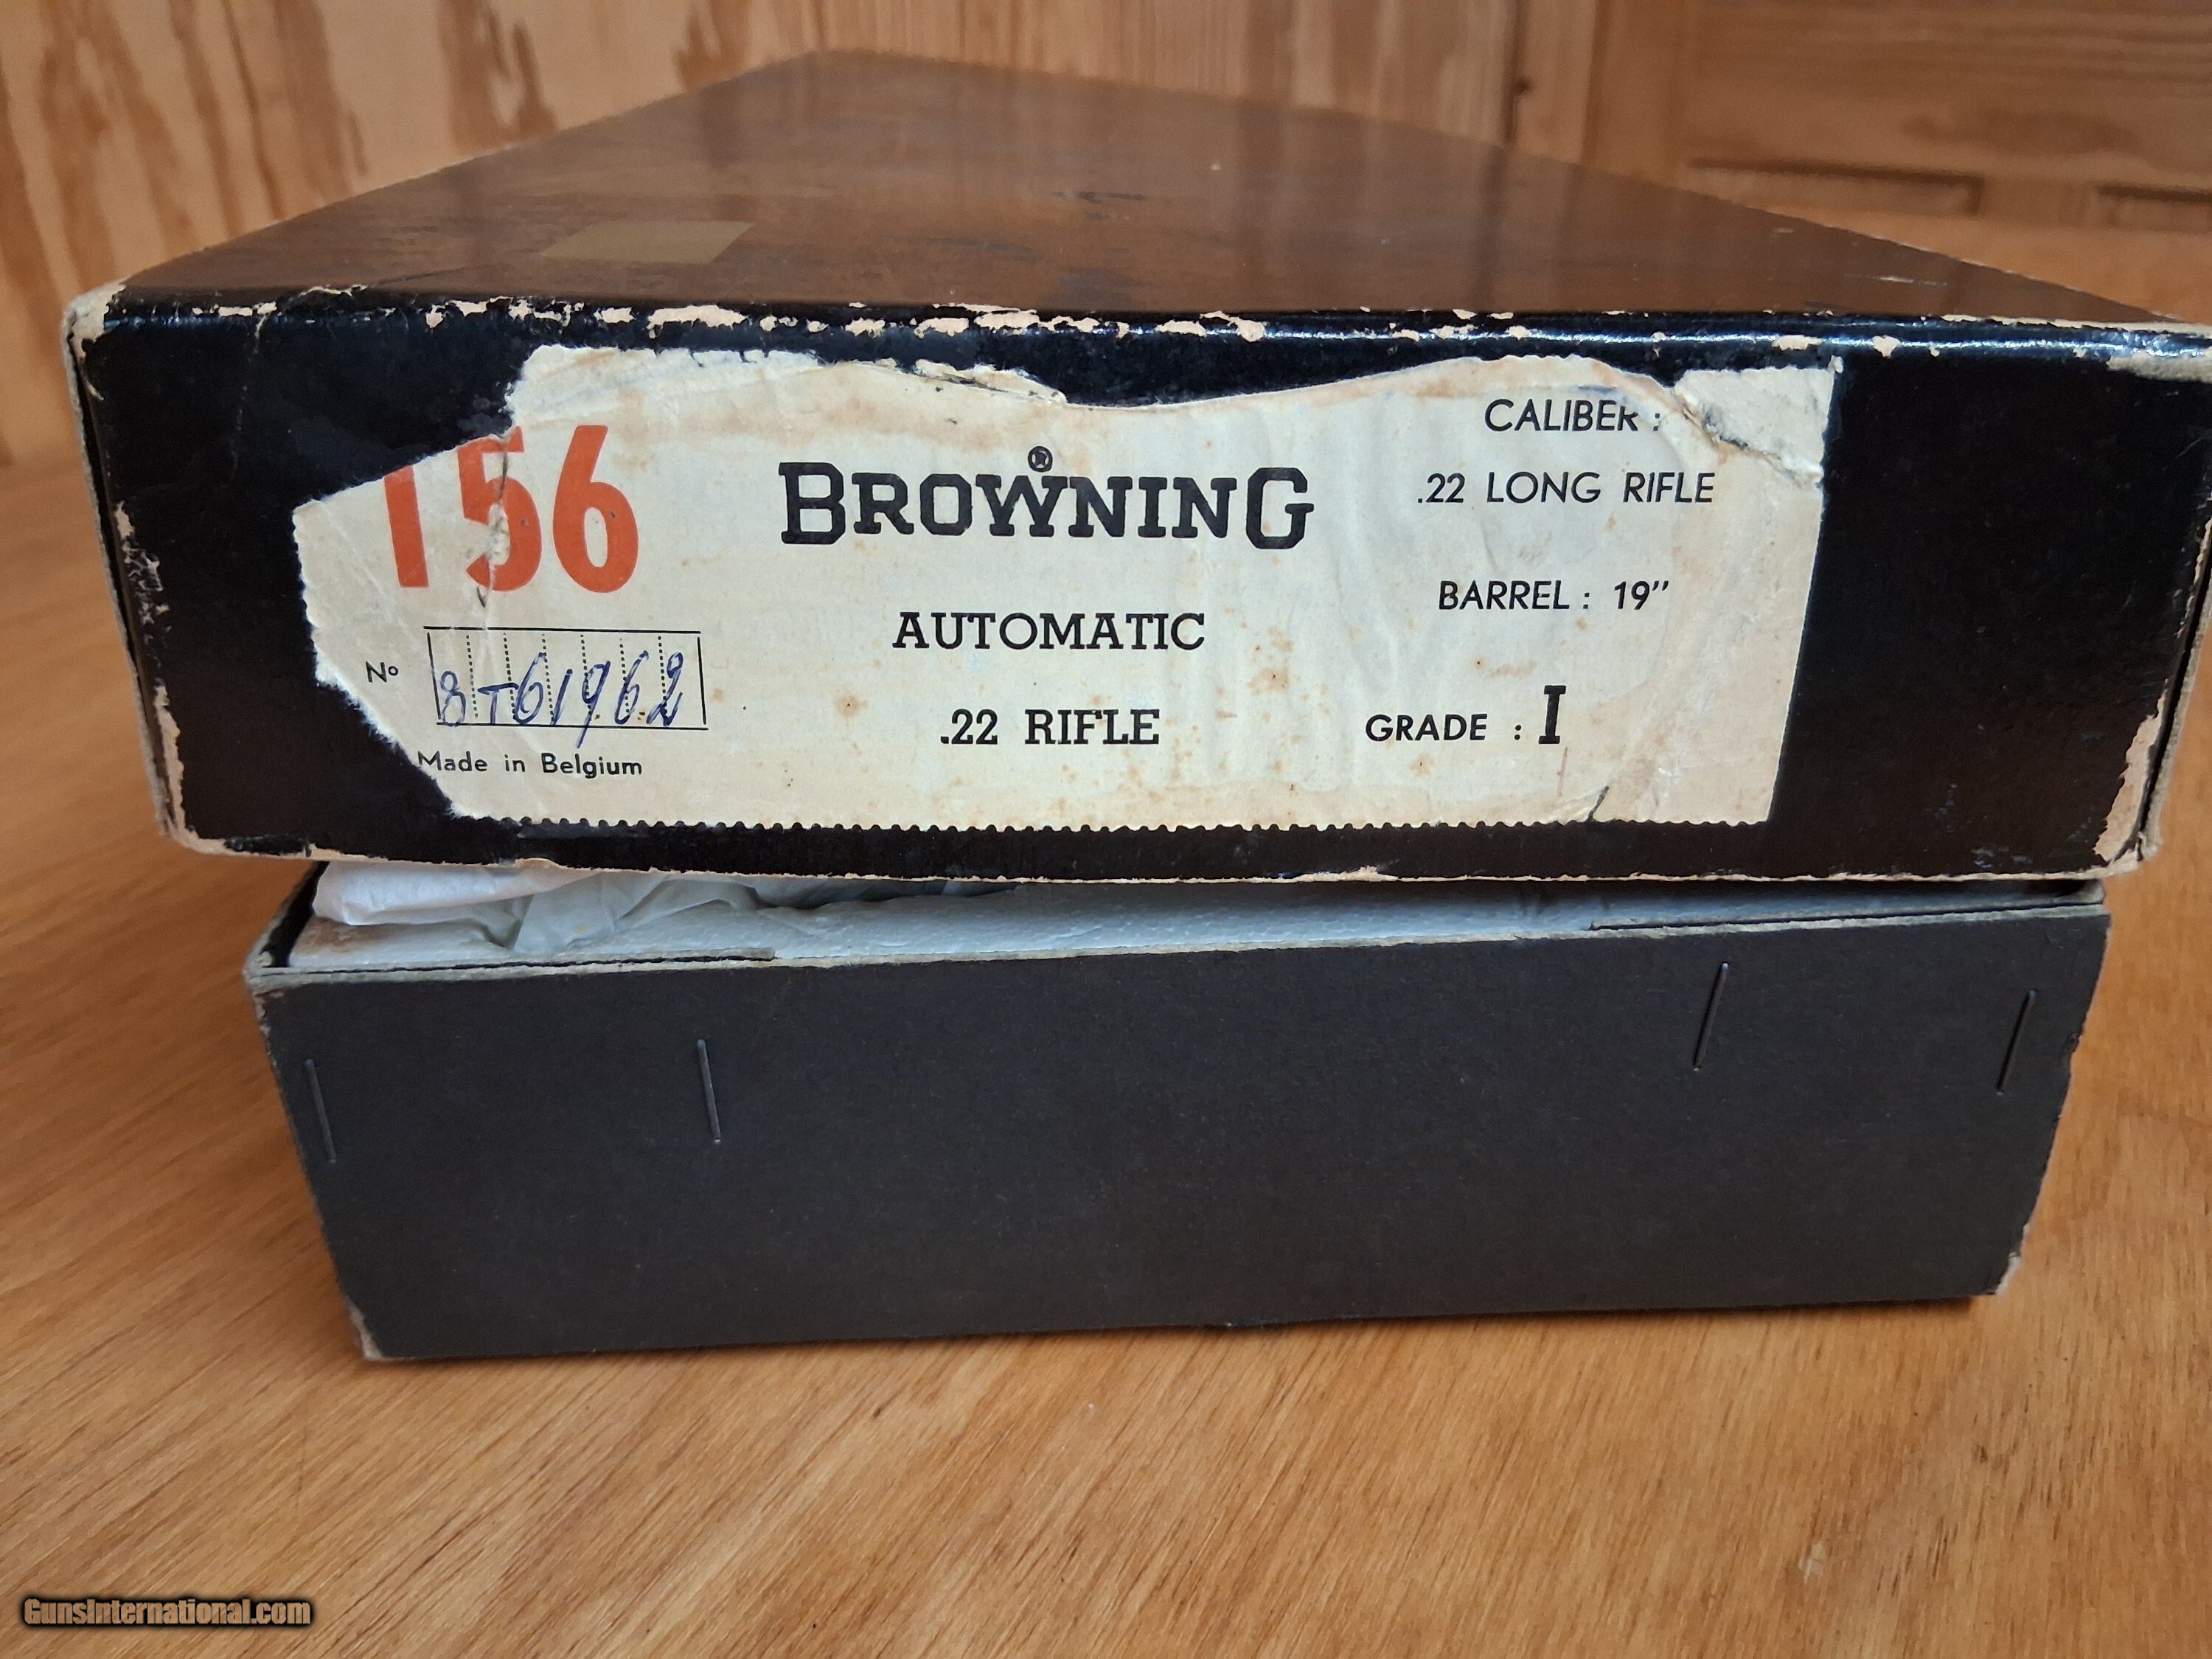 156
Nº 8T61962
Made in Belgium
BROWNING ®
AUTOMATIC
.22 RIFLE
CALIBER :
.22 LONG RIFLE
BARREL : 19"
GRADE : I
GunsInternational.com